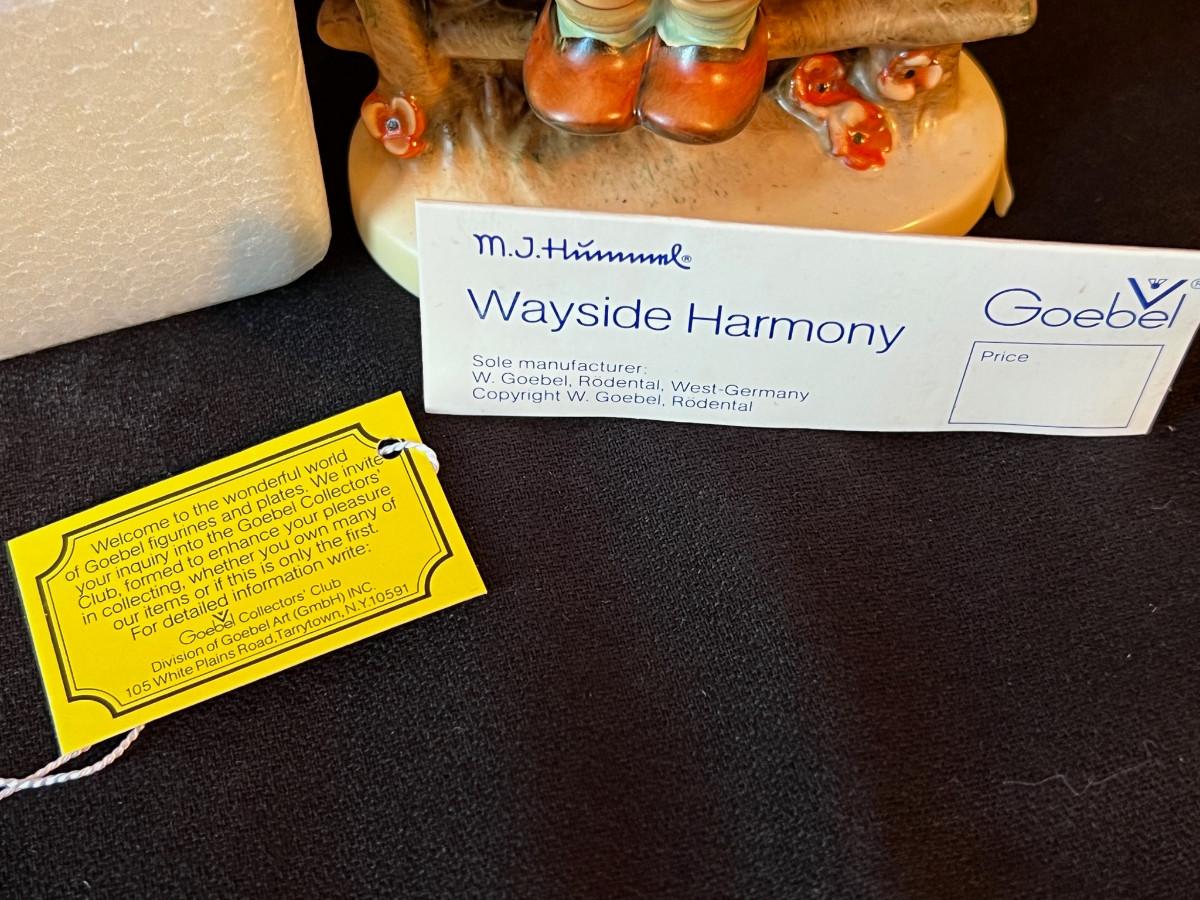 M.J.Hummel®
Wayside Harmony
Sole manufacturer:
W. Goebel, Rödental, West-Germany
Copyright W. Goebel, Rödental
Goebel®
Price
Welcome to the wonderful world
of Goebel figurines and plates. We invite
your inquiry into the Goebel Collectors'
Club, formed to enhance your pleasure
in collecting, whether you own many of
our items or if this is only the first.
For detailed information write:
Goebel Collectors' Club
Division of Goebel Art (GmbH) INC.
105 White Plains Road,Tarrytown, N.Y.10591